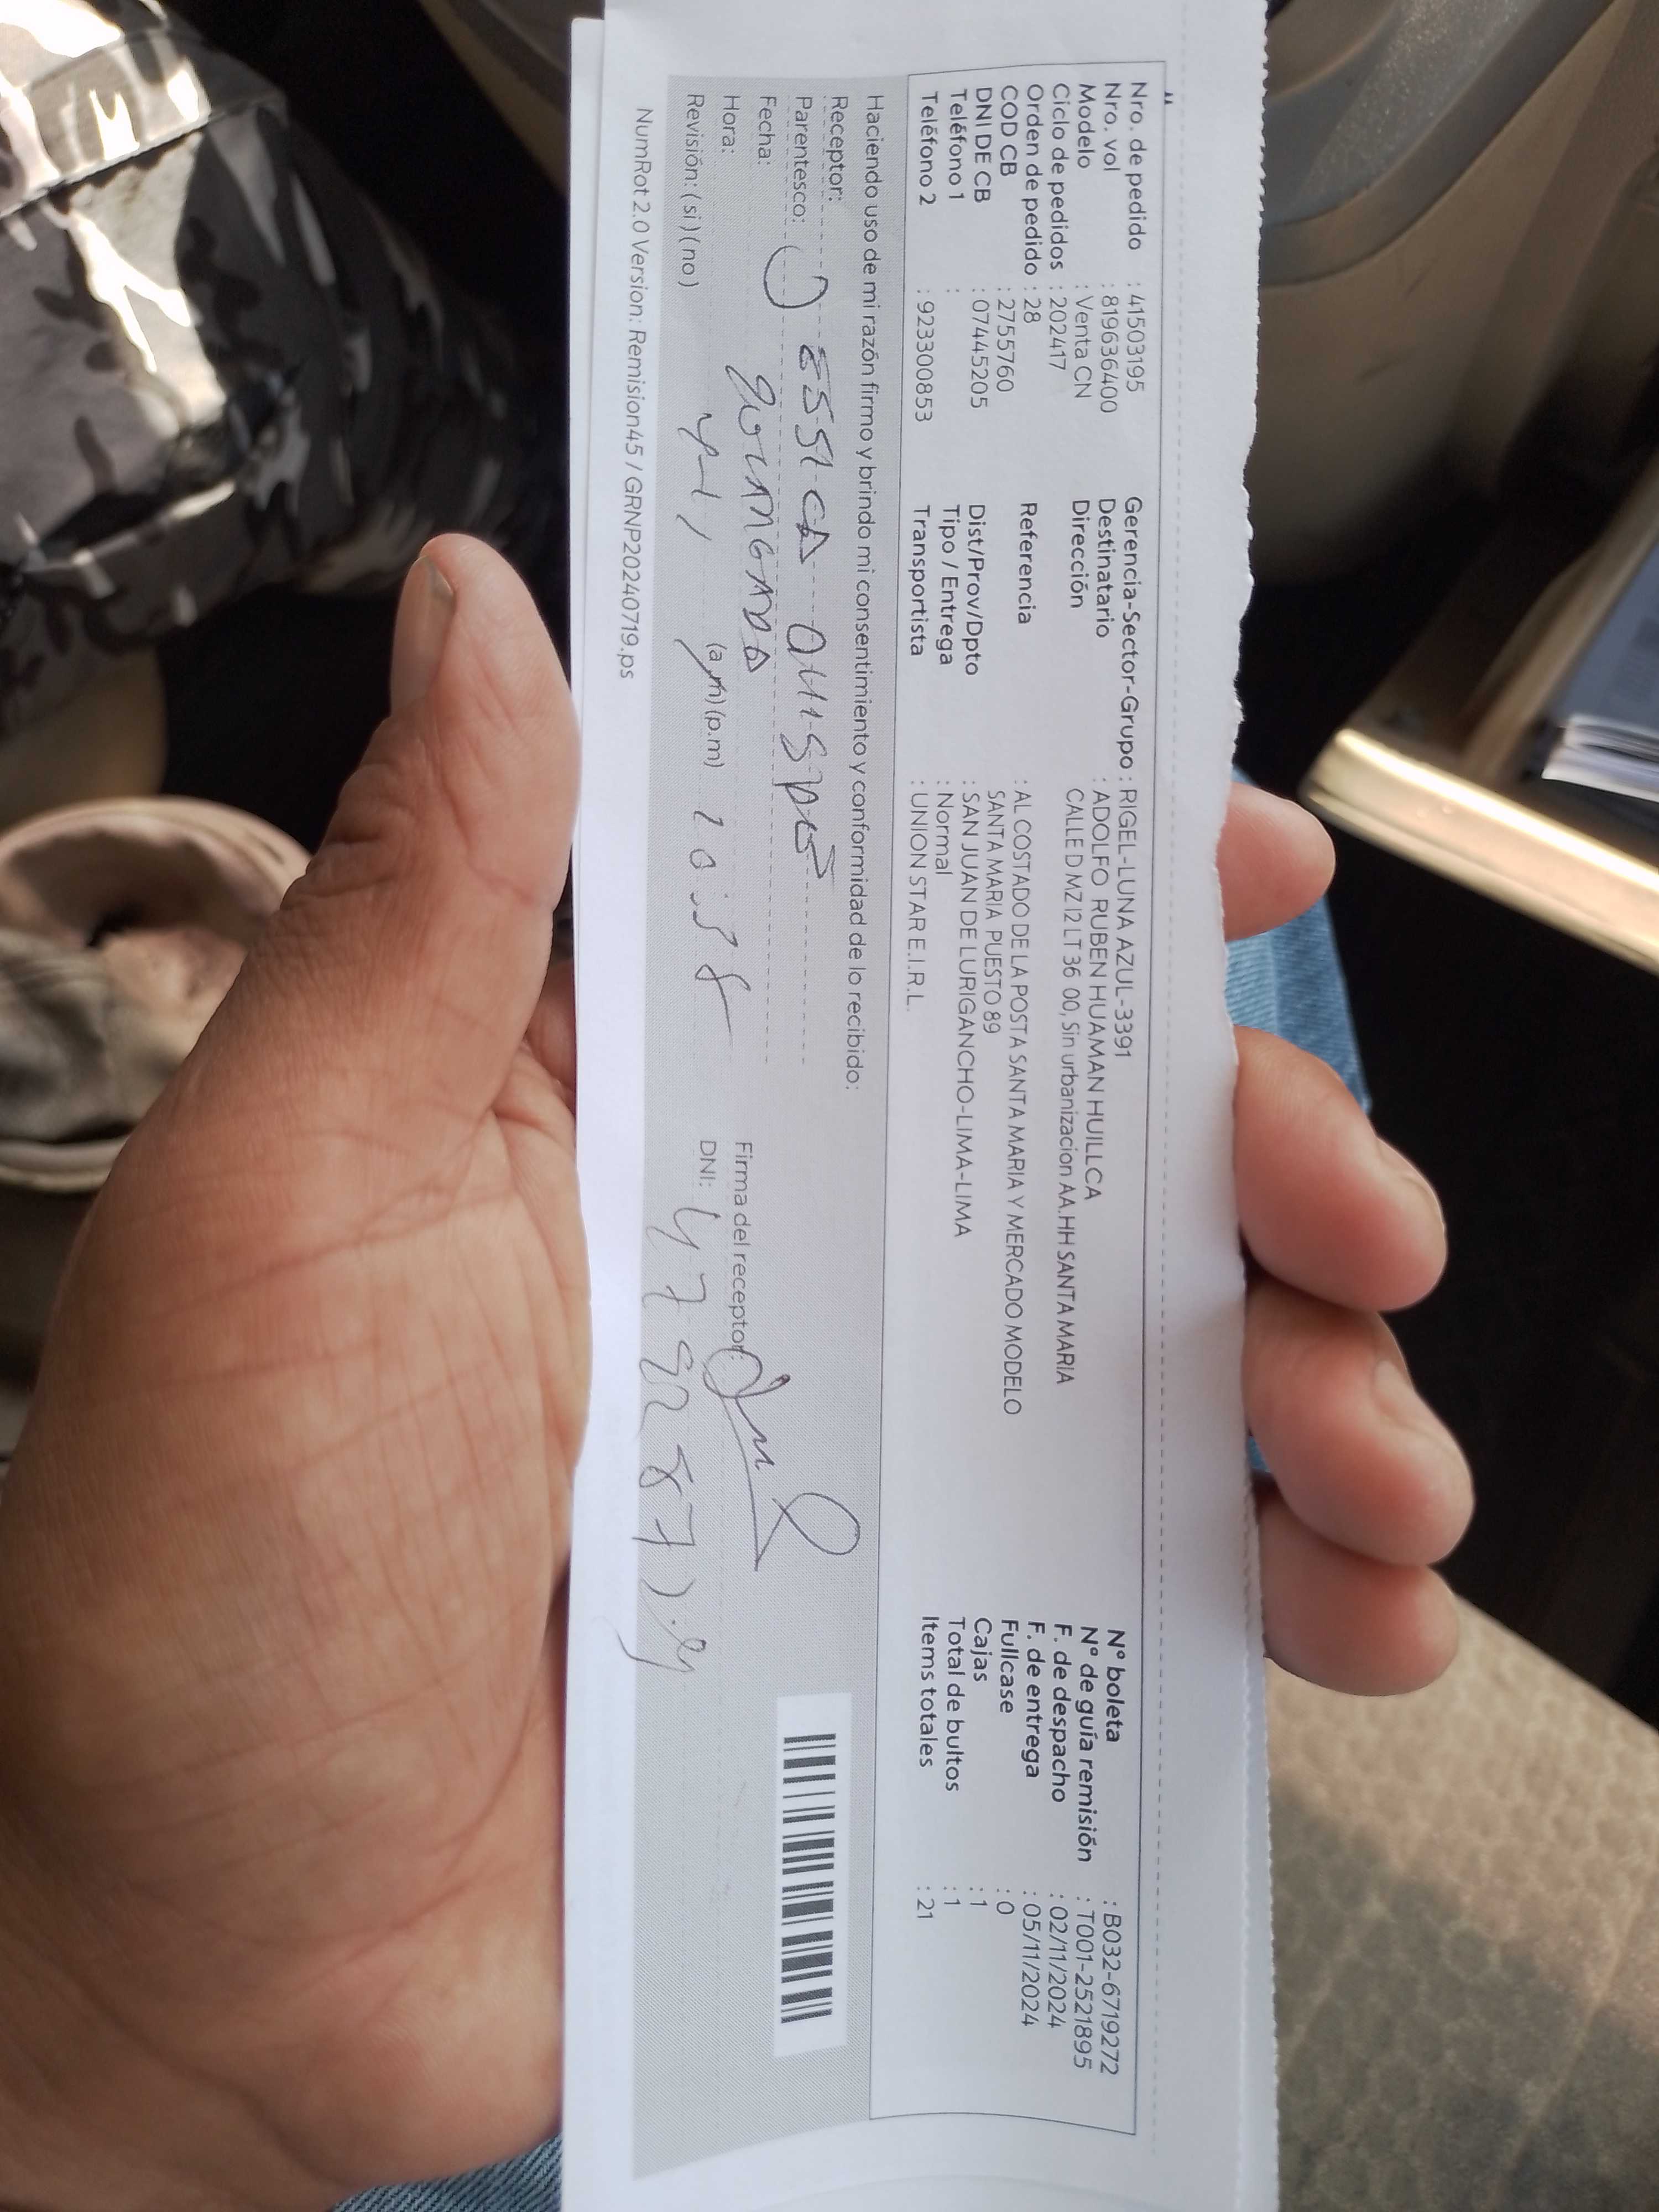 Nro. de pedido : 41503195
Nro. vol : 819636400
Modelo : Venta CN
Ciclo de pedidos : 202417
Orden de pedido : 28
COD CB : 2755760
DNI DE CB : 07445205
Teléfono 1 :
Teléfono 2 : 923300853
Gerencia-Sector-Grupo : RIGEL-LUNA AZUL-3391
Destinatario : ADOLFO RUBEN HUAMAN HUILLCA
Dirección CALLE D MZ I2 LT 36 00, Sin urbanizacion AA.HH SANTA MARIA
Referencia : AL COSTADO DE LA POSTA SANTA MARIA Y MERCADO MODELO
SANTA MARIA PUESTO 89
Dist/Prov/Dpto : SAN JUAN DE LURIGANCHO-LIMA-LIMA
Tipo / Entrega : Normal
Transportista : UNION STAR E.I.R.L.
N° boleta : B032-6719272
N° de guía remisión : T001-2521895
F. de despacho : 02/11/2024
F. de entrega : 05/11/2024
Fullcase : 0
Cajas : 1
Total de bultos : 1
Items totales : 21
Haciendo uso de mi razón firmo y brindo mi consentimiento y conformidad de lo recibido:
Receptor:
Parentesco: Jessica Quispe
Fecha:
Hora: (a.m) (p.m) 10:38
Revisión: (si) (no)
Firma del receptor:
DNI:
NumRot 2.0 Version: Remision45 / GRNP20240719.ps